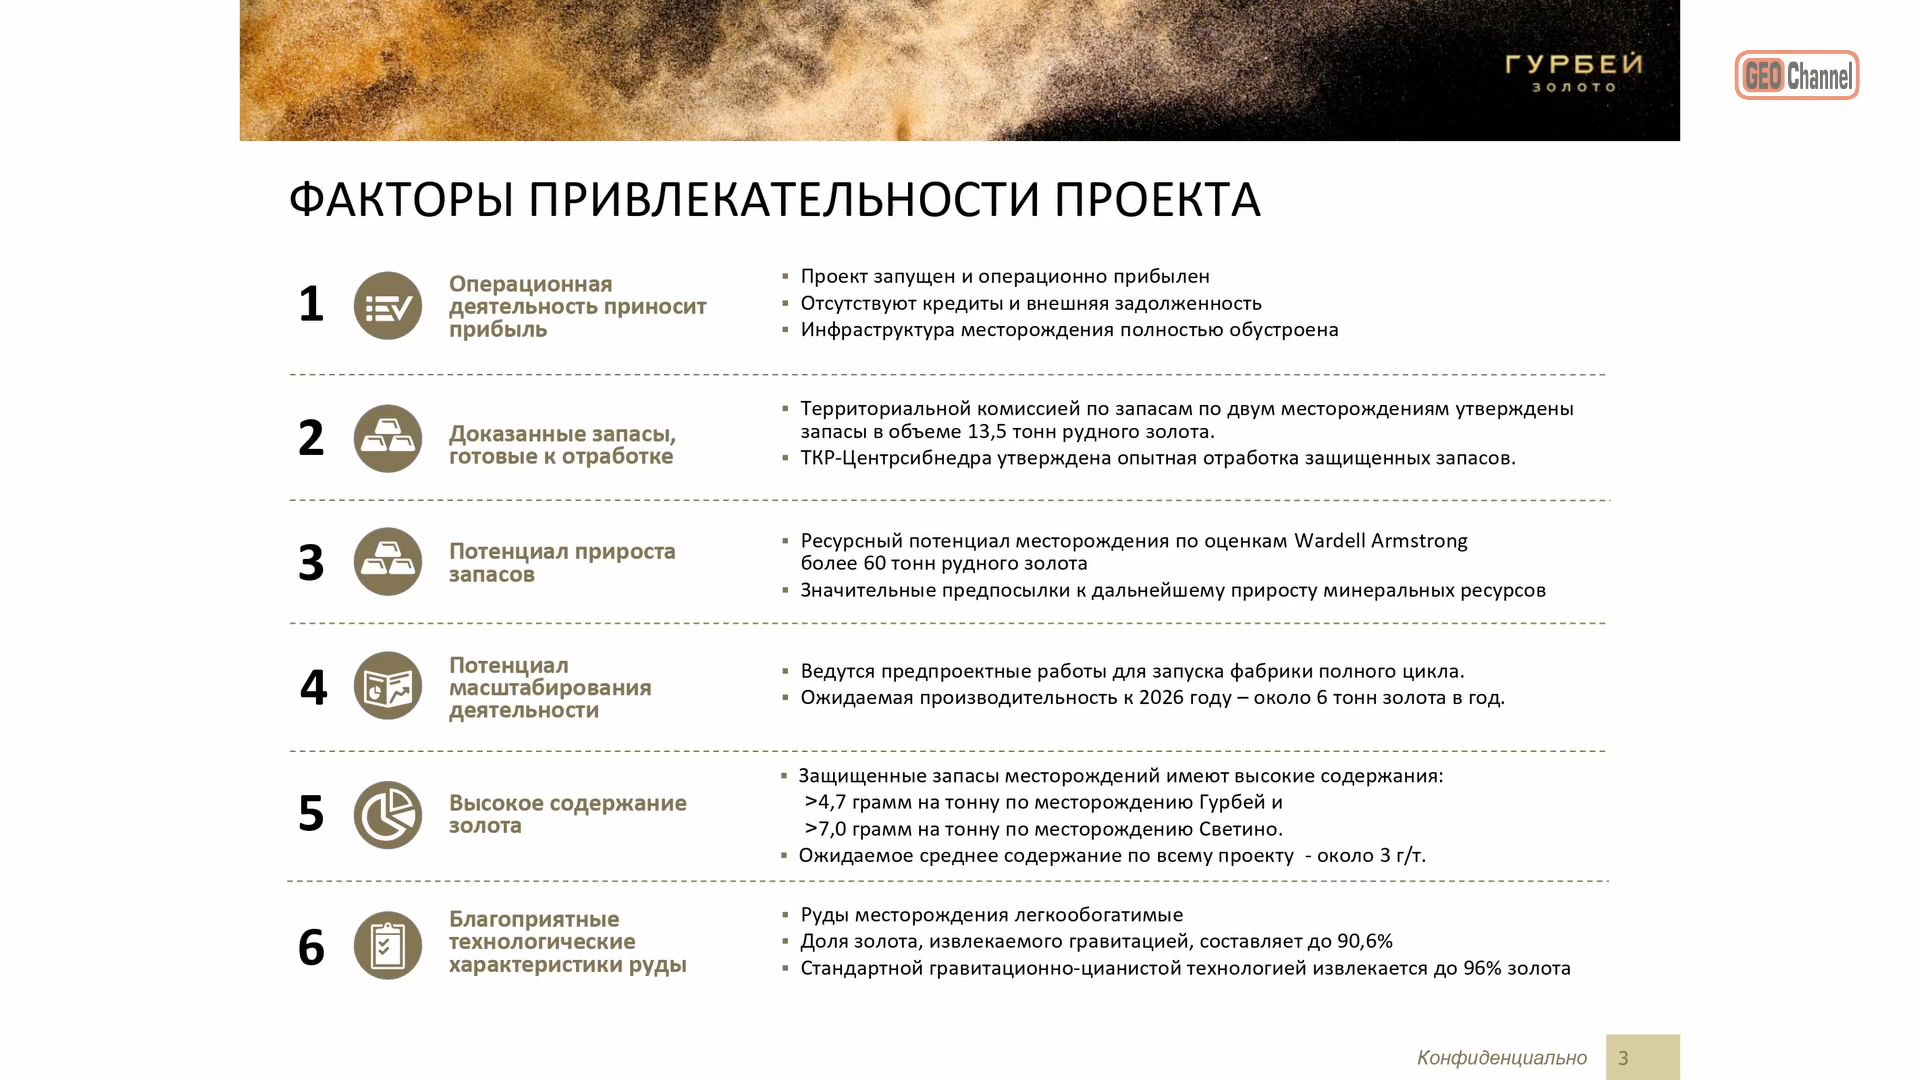 ГУРБЕЙ
ЗОЛОТО
GEO Channel
ФАКТОРЫ ПРИВЛЕКАТЕЛЬНОСТИ ПРОЕКТА
1
Операционная
деятельность приносит
прибыль
▪ Проект запущен и операционно прибылен
▪ Отсутствуют кредиты и внешняя задолженность
▪ Инфраструктура месторождения полностью обустроена
2
Доказанные запасы,
готовые к отработке
▪ Территориальной комиссией по запасам по двум месторождениям утверждены
запасы в объеме 13,5 тонн рудного золота.
▪ ТКР-Центрсибнедра утверждена опытная отработка защищенных запасов.
3
Потенциал прироста
запасов
▪ Ресурсный потенциал месторождения по оценкам Wardell Armstrong
более 60 тонн рудного золота
▪ Значительные предпосылки к дальнейшему приросту минеральных ресурсов
4
Потенциал
масштабирования
деятельности
▪ Ведутся предпроектные работы для запуска фабрики полного цикла.
▪ Ожидаемая производительность к 2026 году – около 6 тонн золота в год.
5
Высокое содержание
золота
▪ Защищенные запасы месторождений имеют высокие содержания:
>4,7 грамм на тонну по месторождению Гурбей и
>7,0 грамм на тонну по месторождению Светино.
▪ Ожидаемое среднее содержание по всему проекту - около 3 г/т.
6
Благоприятные
технологические
характеристики руды
▪ Руды месторождения легкообогатимые
▪ Доля золота, извлекаемого гравитацией, составляет до 90,6%
▪ Стандартной гравитационно-цианистой технологией извлекается до 96% золота
Конфиденциально
3